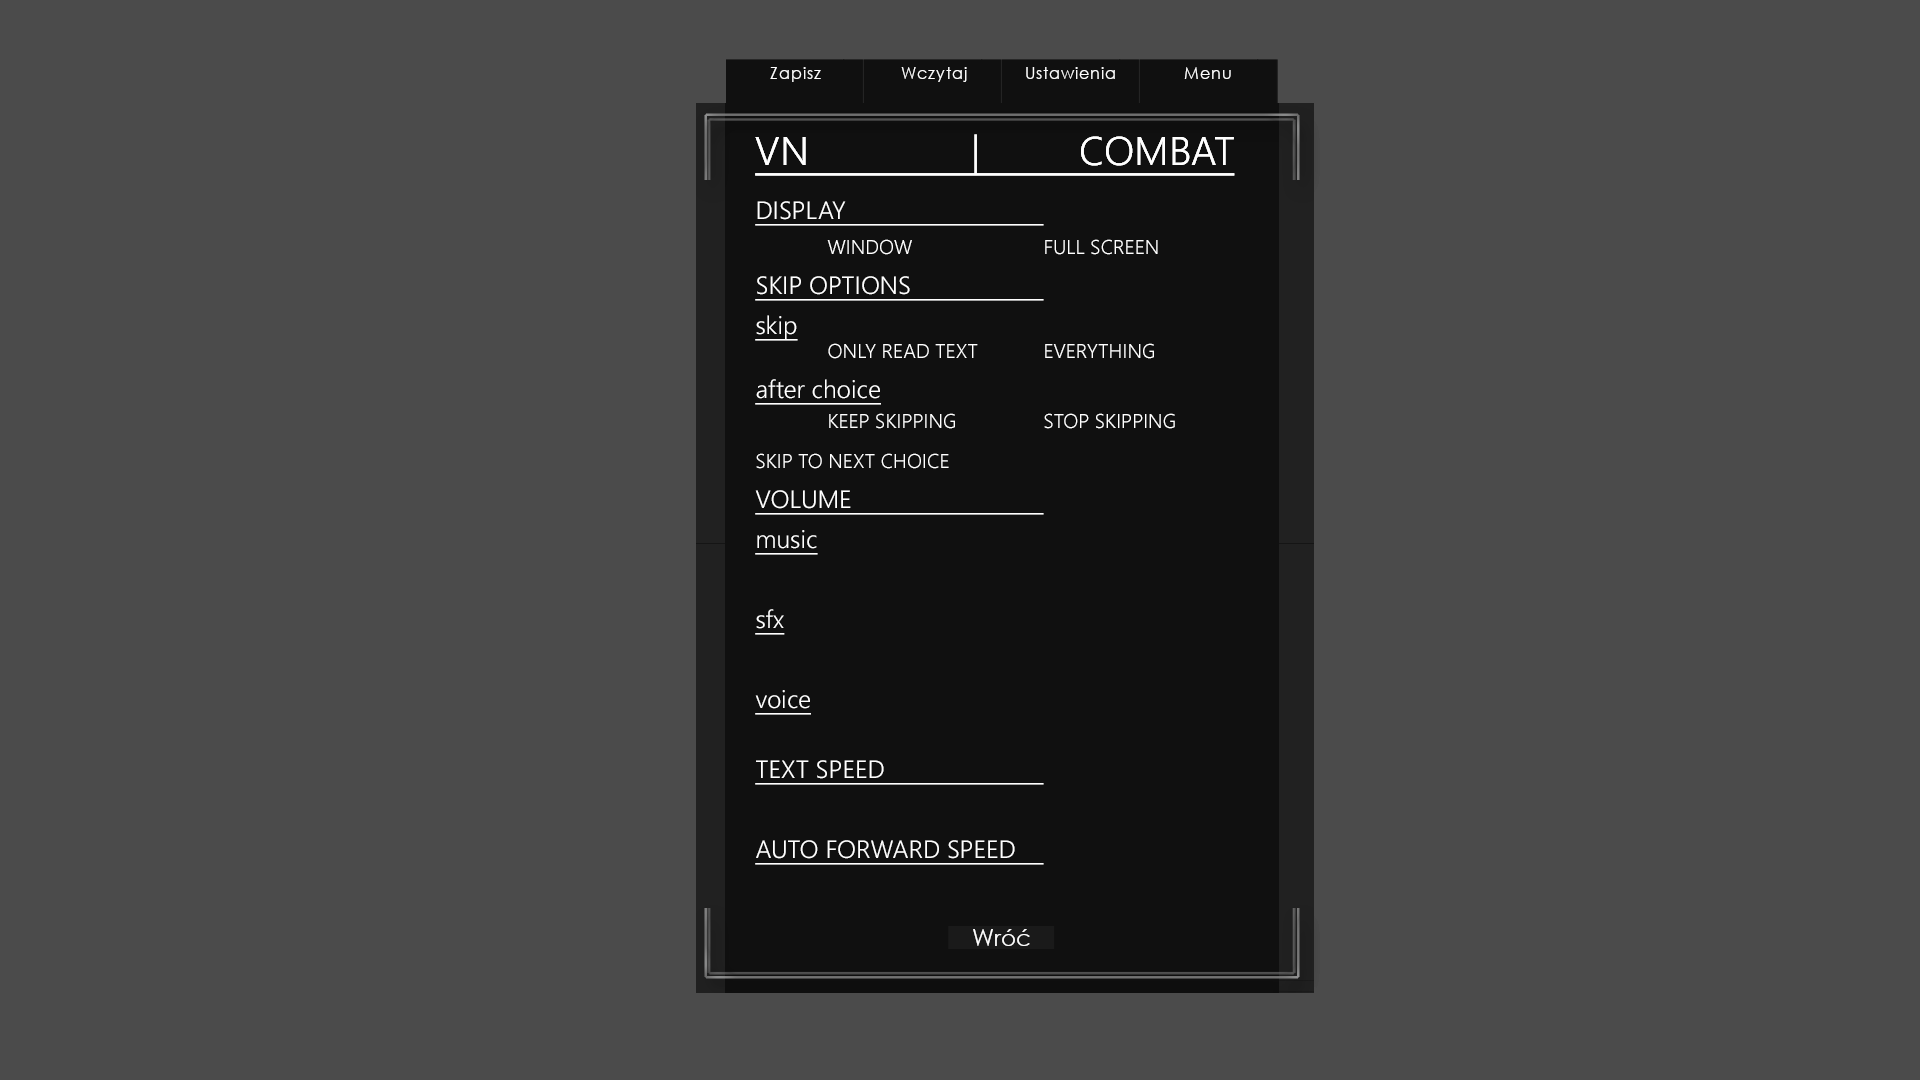 Zapisz Wczytaj Ustawienia Menu
VN | COMBAT
DISPLAY
WINDOW FULL SCREEN
SKIP OPTIONS
skip
ONLY READ TEXT EVERYTHING
after choice
KEEP SKIPPING STOP SKIPPING
SKIP TO NEXT CHOICE
VOLUME
music
sfx
voice
TEXT SPEED
AUTO FORWARD SPEED
Wróć